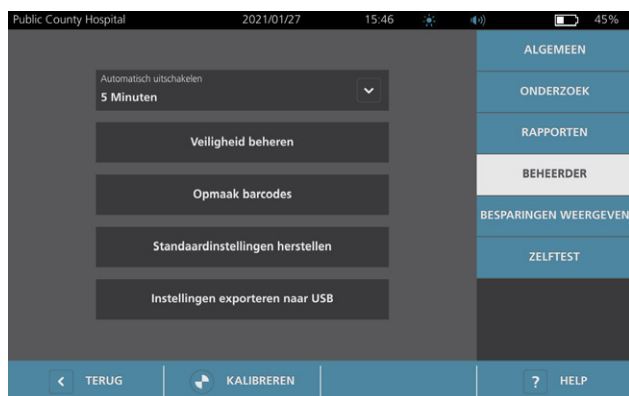 Public County Hospital 2021/01/27 15:46 45%
Automatisch uitschakelen
5 Minuten
Veiligheid beheren
Opmaak barcodes
Standaardinstellingen herstellen
Instellingen exporteren naar USB
ALGEMEEN
ONDERZOEK
RAPPORTEN
BEHEERDER
BESPARINGEN WEERGEVEN
ZELFTEST
TERUG KALIBREREN ? HELP